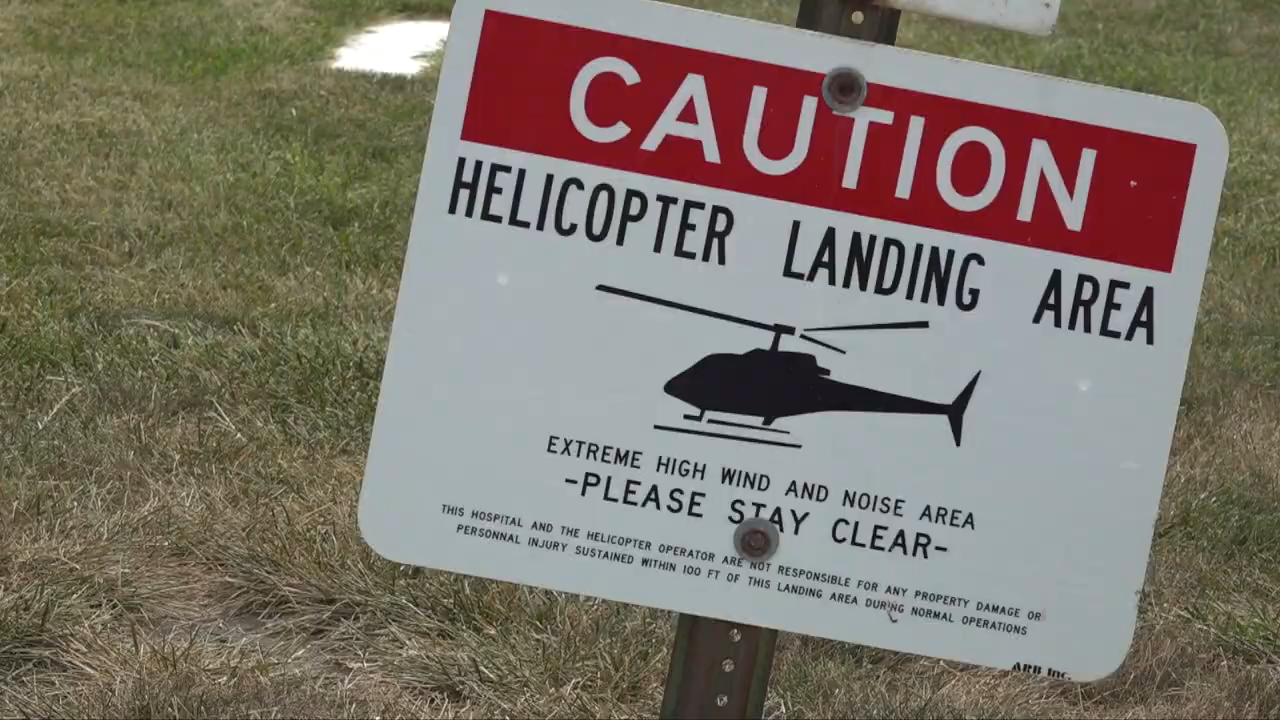 CAUTION
HELICOPTER LANDING AREA
EXTREME HIGH WIND AND NOISE AREA
-PLEASE STAY CLEAR-
THIS HOSPITAL AND THE HELICOPTER OPERATOR ARE NOT RESPONSIBLE FOR ANY PROPERTY DAMAGE OR
PERSONNAL INJURY SUSTAINED WITHIN 100 FT OF THIS LANDING AREA DURING NORMAL OPERATIONS
Inc.